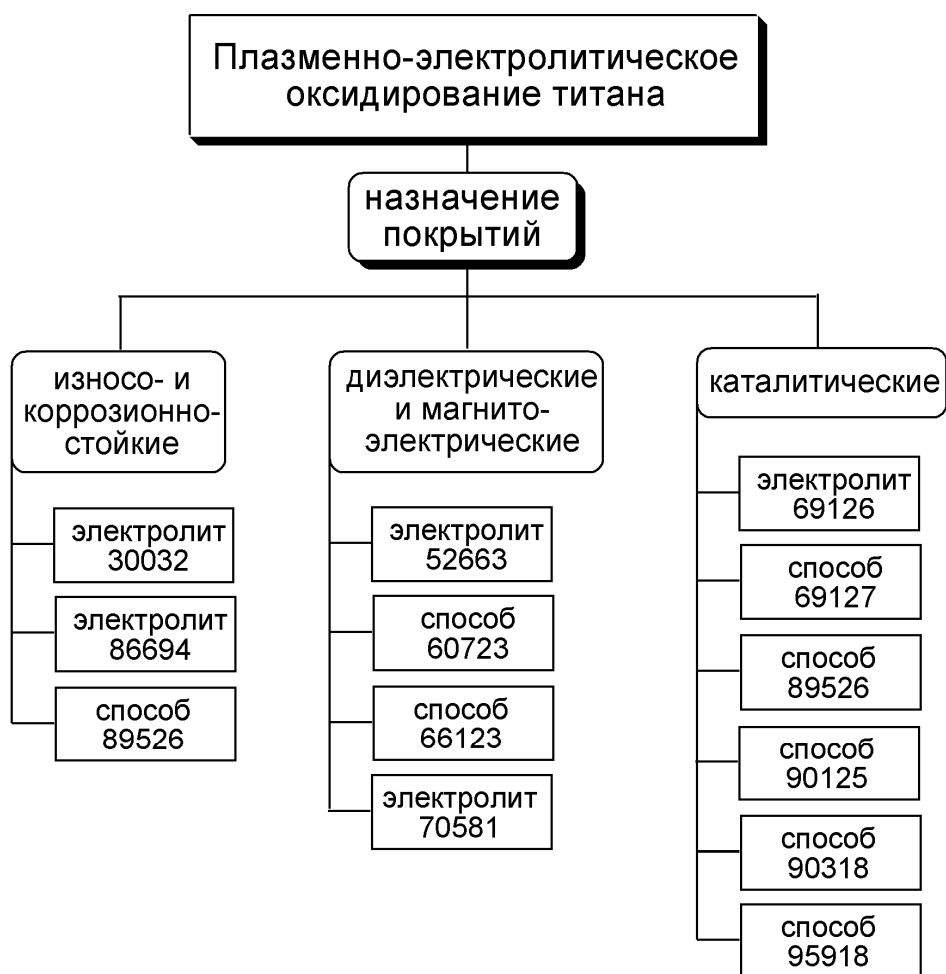 Плазменно-электролитическое
оксидирование титана
назначение
покрытий
износо- и
коррозионно-
стойкие
электролит
30032
электролит
86694
способ
89526
диэлектрические
и магнито-
электрические
электролит
52663
способ
60723
способ
66123
электролит
70581
каталитические
электролит
69126
способ
69127
способ
89526
способ
90125
способ
90318
способ
95918